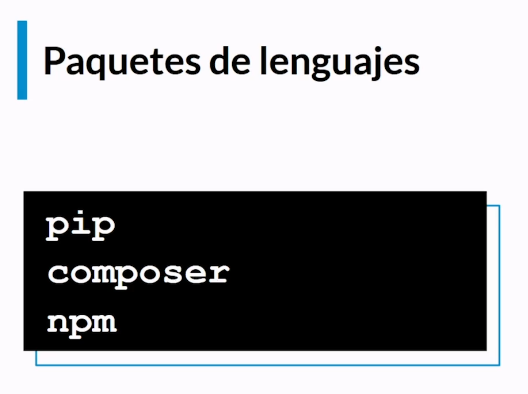 Paquetes de lenguajes
pip
composer
npm